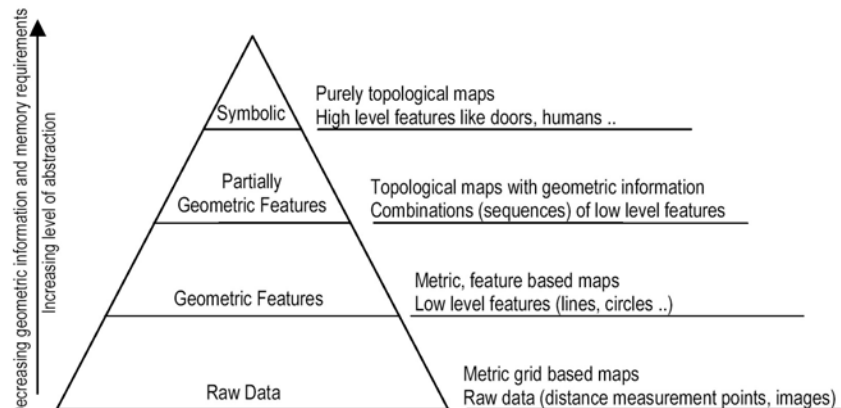 Decreasing geometric information and memory requirements
Increasing level of abstraction
Symbolic
Purely topological maps
High level features like doors, humans ..
Partially
Geometric Features
Topological maps with geometric information
Combinations (sequences) of low level features
Geometric Features
Metric, feature based maps
Low level features (lines, circles ..)
Raw Data
Metric grid based maps
Raw data (distance measurement points, images)